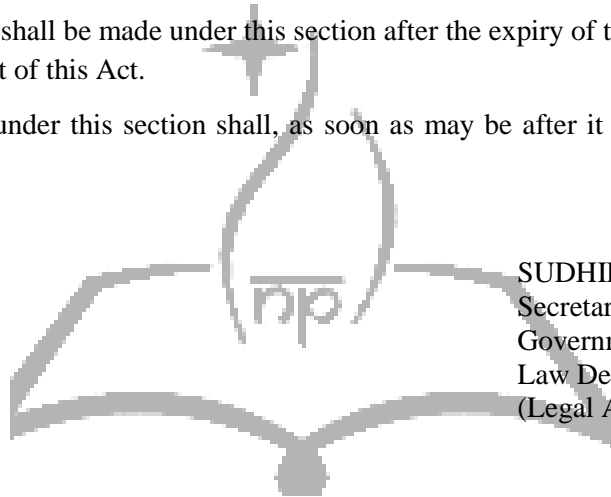 shall be made under this section after the expiry of t
t of this Act.
under this section shall, as soon as may be after it
np
SUDHI
Secretar
Govern
Law De
(Legal A